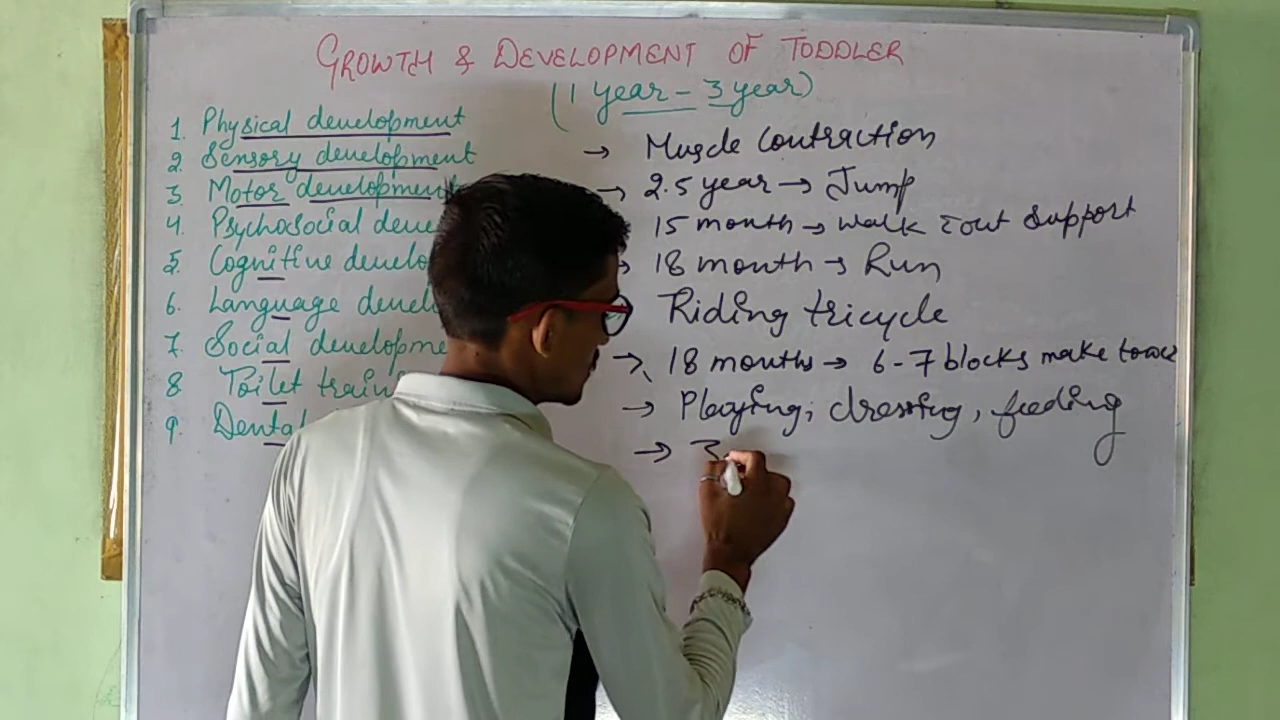 GROWTH & DEVELOPMENT OF TODDLER
(1 year - 3 year)
1. Physical development
2. Sensory development
3. Motor development
4. Psychosocial deve
5. Cognitive develo
6. Language devel
7. Social developme
8 Toilet traini
9. Dental
→ Muscle Contraction
→ 2.5 year → Jump
15 month → walk c̄out support
→ 18 month → Run
Riding tricycle
→ 18 months → 6-7 blocks make tower
→ Playing, dressing, feeding
→ 3